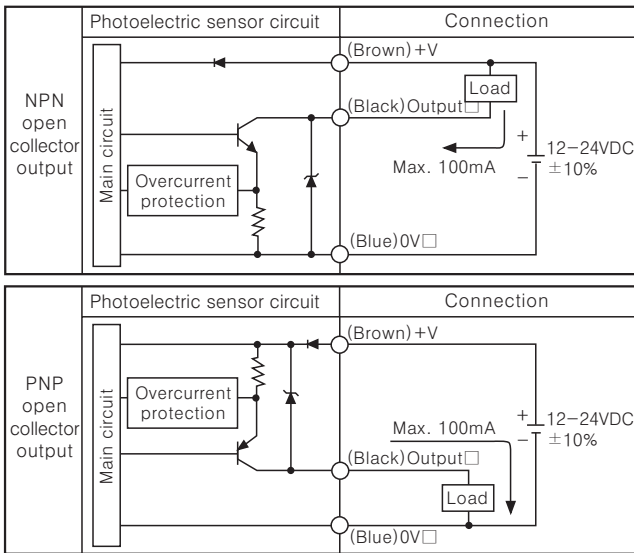 Photoelectric sensor circuit
Connection
NPN
open
collector
output
Main circuit
Overcurrent
protection
(Brown)+V
(Black)Output□
(Blue)0V□
Load
Max. 100mA
+
−
12−24VDC
±10%
Photoelectric sensor circuit
Connection
PNP
open
collector
output
Main circuit
Overcurrent
protection
(Brown)+V
(Black)Output□
(Blue)0V□
Max. 100mA
Load
+
−
12−24VDC
±10%